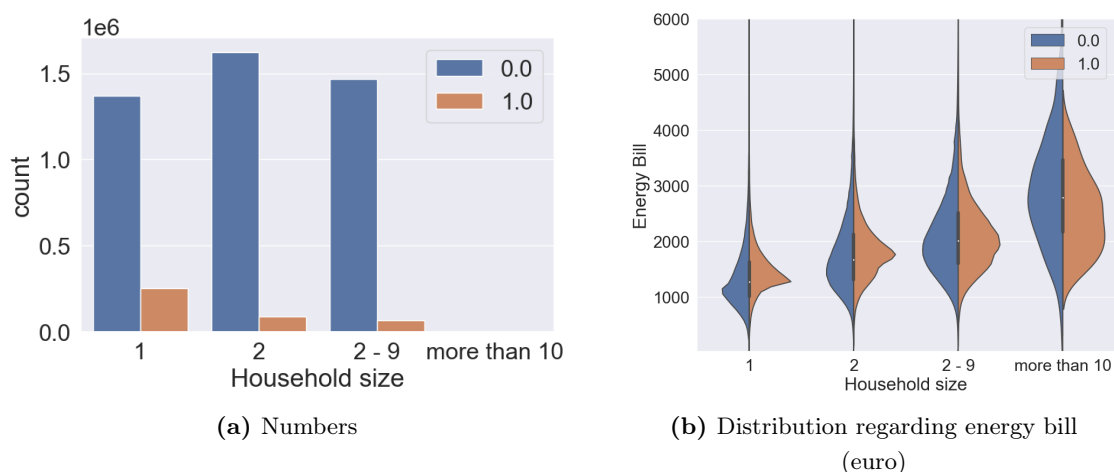 1e6
1.5
1.0
0.5
0.0
count
0.0
1.0
1
2
2 - 9
more than 10
Household size
(a) Numbers
6000
5000
4000
3000
2000
1000
Energy Bill
0.0
1.0
1
2
2 - 9
more than 10
Household size
(b) Distribution regarding energy bill
(euro)